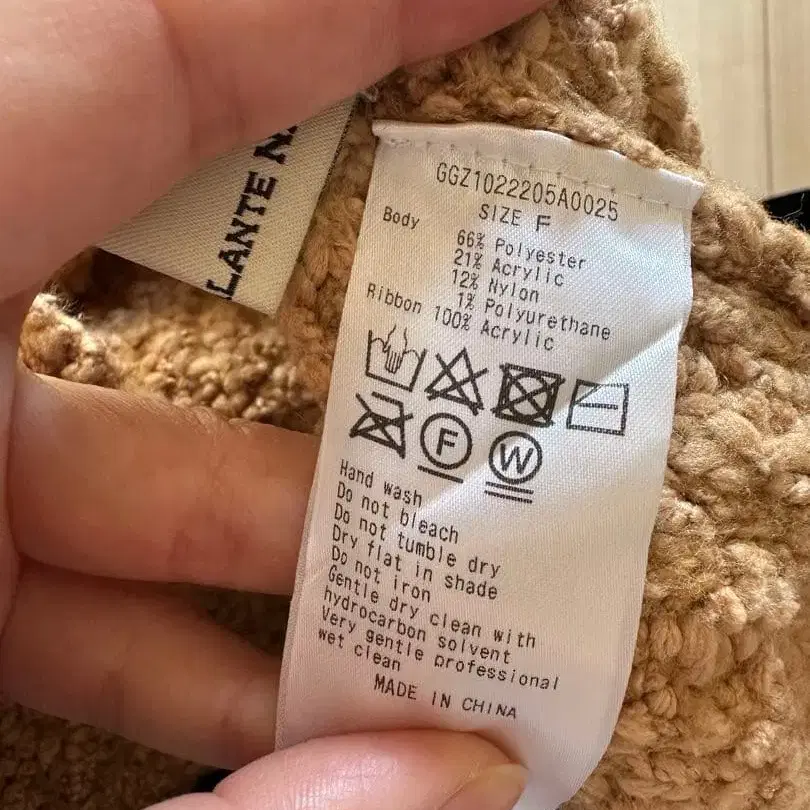 LANTE N
GGZ1022205A0025
SIZE F
Body
66% Polyester
21% Acrylic
12% Nylon
1% Polyurethane
Ribbon 100% Acrylic
F W
Hand wash
Do not bleach
Do not tumble dry
Dry flat in shade
Do not iron
Gentle dry clean with
hydrocarbon solvent
Very gentle professional
wet clean
MADE IN CHINA